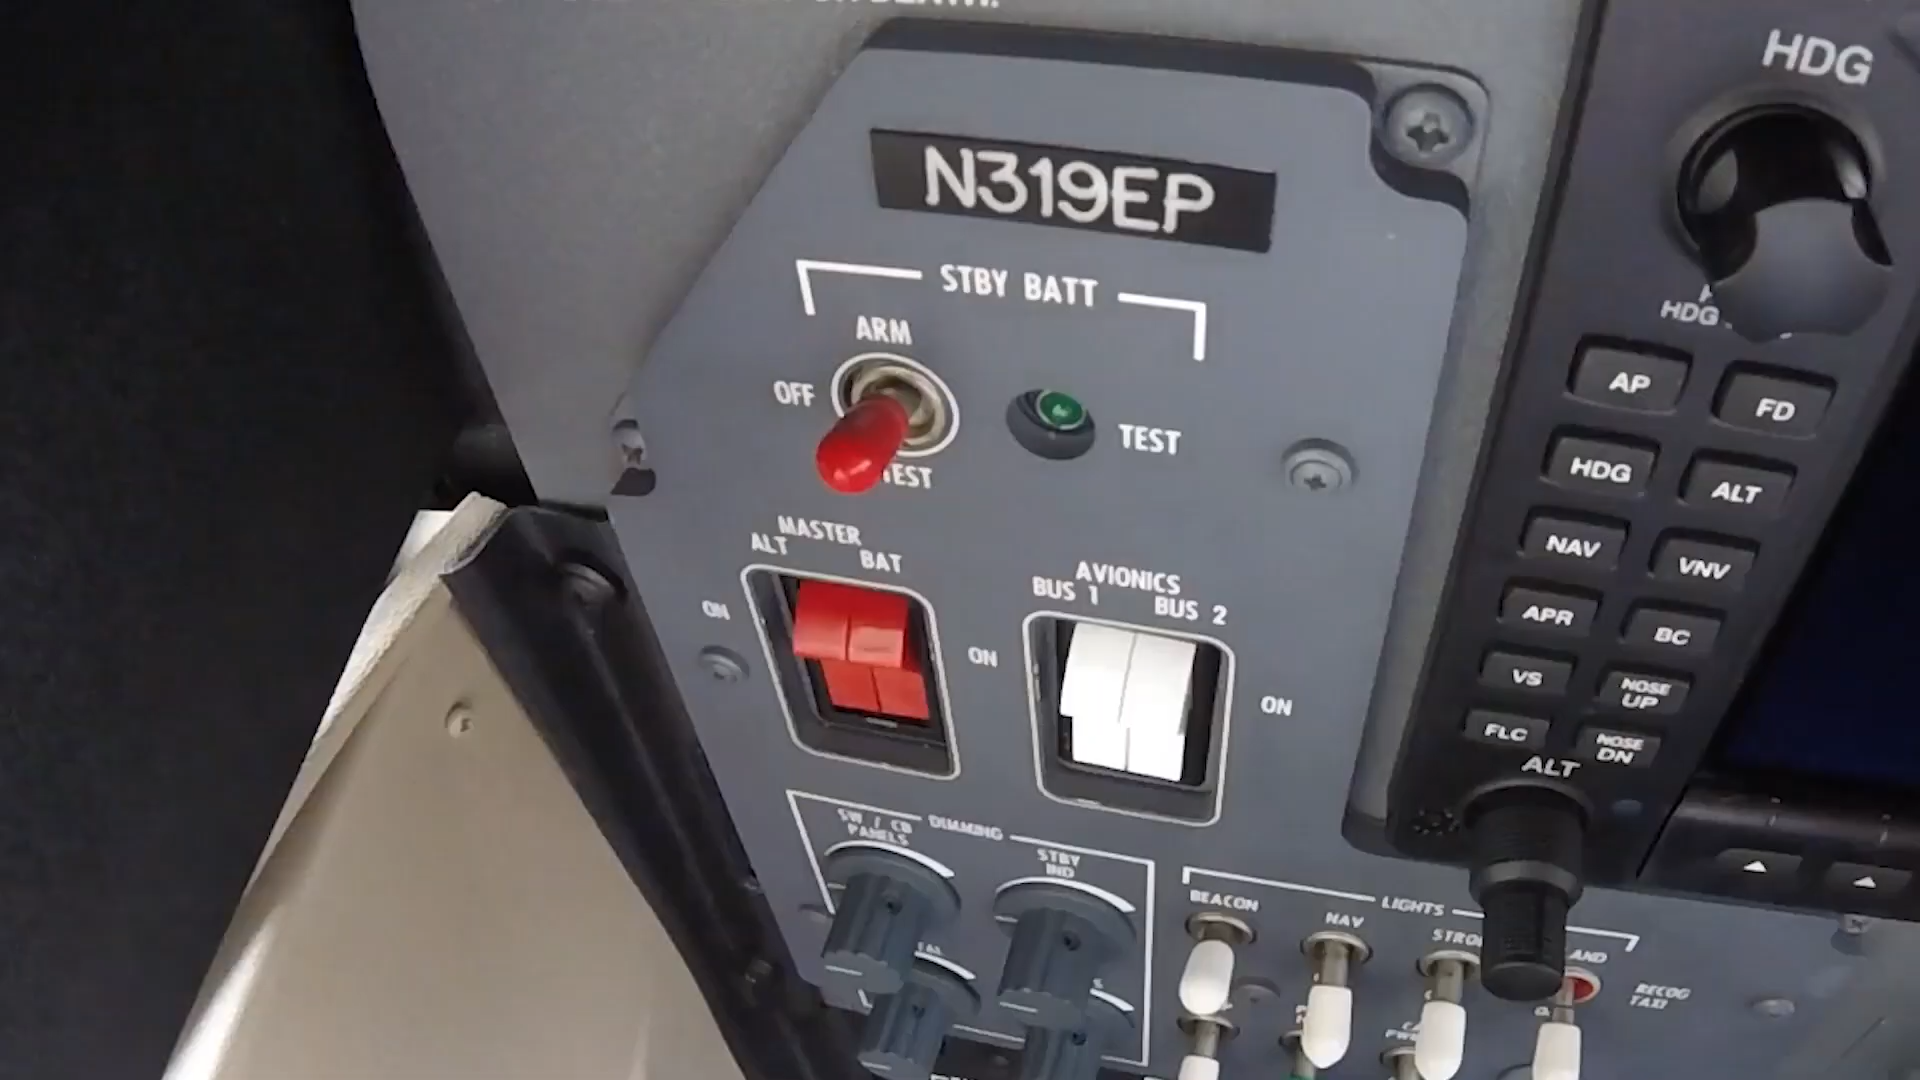 DEATH.
N319EP
STBY BATT
ARM
OFF
TEST
TEST
MASTER
ALT
BAT
ON
AVIONICS
BUS 1
BUS 2
ON
ON
DIMMING
SW / CB
PANELS
STBY
IND
LIGHTS
BEACON
NAV
RECOG
TAXI
HDG
HDG
AP
FD
HDG
ALT
NAV
VNV
APR
BC
VS
NOSE
UP
FLC
NOSE
DN
ALT